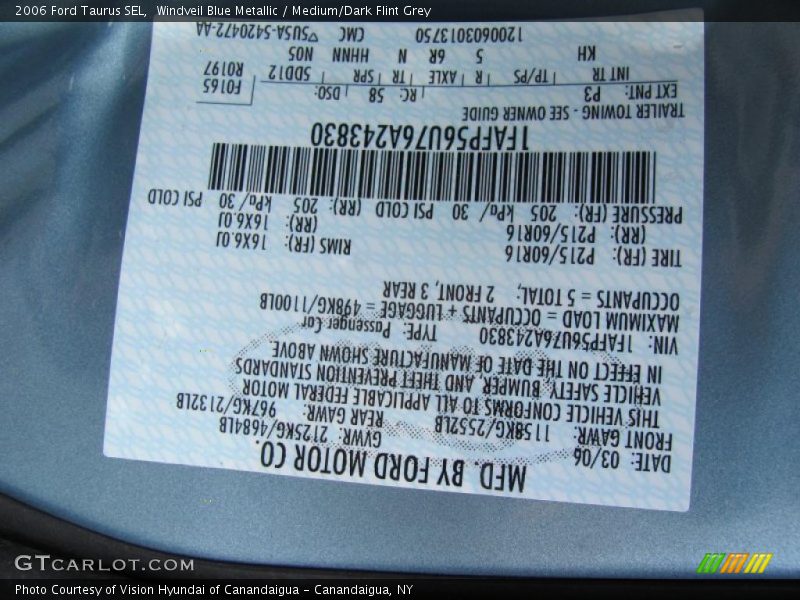 2006 Ford Taurus SEL,  Windveil Blue Metallic / Medium/Dark Flint Grey
MFD BY FORD MOTOR CO.
DATE: 03/06 GVWR: 2125KG/4684LB
FRONT GAWR: 1158KG/2552LB REAR GAWR: 967KG/2132LB
THIS VEHICLE CONFORMS TO ALL APPLICABLE FEDERAL MOTOR
VEHICLE SAFETY, BUMPER, AND THEFT PREVENTION STANDARDS
IN EFFECT ON THE DATE OF MANUFACTURE SHOWN ABOVE
VIN: 1FAFP56U76A243830 TYPE: Passenger Car
MAXIMUM LOAD = OCCUPANTS + LUGGAGE = 498KG/1100LB
OCCUPANTS = 5 TOTAL; 2 FRONT, 3 REAR
TIRE (FR): P215/60R16 RIMS (FR): 16X6.0J
(RR): P215/60R16 (RR): 16X6.0J
PRESSURE (FR): 205 kPa/ 30 PSI COLD (RR): 205 kPa/ 30 PSI COLD
1FAFP56U76A243830
TRAILER TOWING - SEE OWNER GUIDE
EXT PNT: P3 RC: 58 DSO: F0165
INT TR TP/PS R AXLE TR SPR 5DD12 R0197
KH 5 6R N HHNH N05
1200603013750 CMC ▽5U5A-5420472-AA
GTCARLOT.COM
Photo Courtesy of Vision Hyundai of Canandaigua - Canandaigua, NY